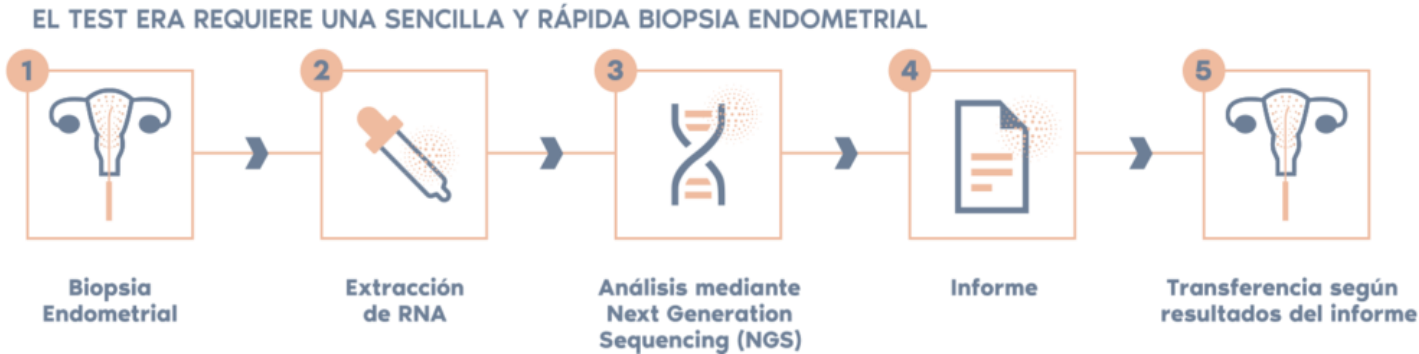 EL TEST ERA REQUIERE UNA SENCILLA Y RÁPIDA BIOPSIA ENDOMETRIAL
1
2
3
4
5
Biopsia
Endometrial
Extracción
de RNA
Análisis mediante
Next Generation
Sequencing (NGS)
Informe
Transferencia según
resultados del informe